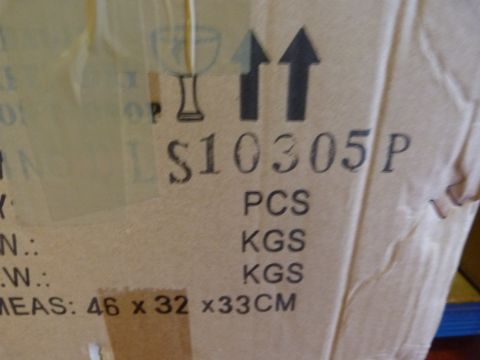 S10305P
Y: PCS
.N.: KGS
.W.: KGS
MEAS: 46 x 32 x33CM